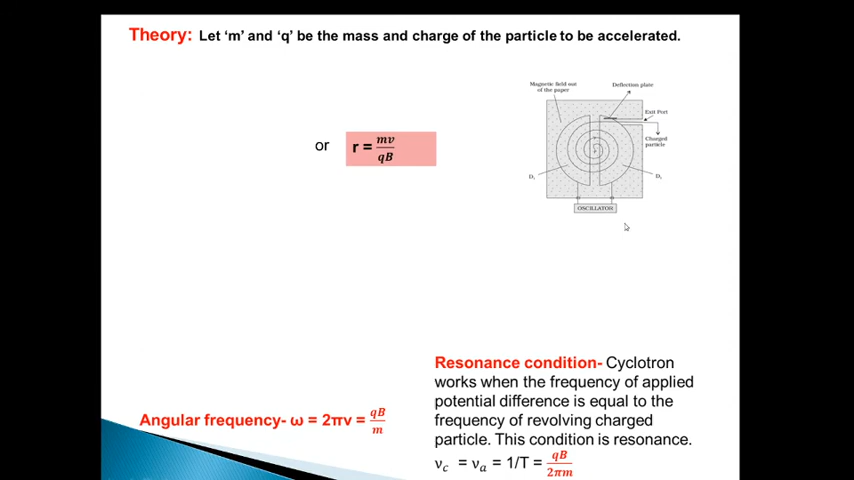 Theory: Let ‘m’ and ‘q’ be the mass and charge of the particle to be accelerated.
Magnetic field out
of the paper
Deflection plate
Exit Port
Charged
particle
D₁
D₂
OSCILLATOR
or r = mv/qB
Resonance condition- Cyclotron
works when the frequency of applied
potential difference is equal to the
frequency of revolving charged
particle. This condition is resonance.
ν𝑐 = ν𝑎 = 1/T = qB/2πm
Angular frequency- ω = 2πν = qB/m